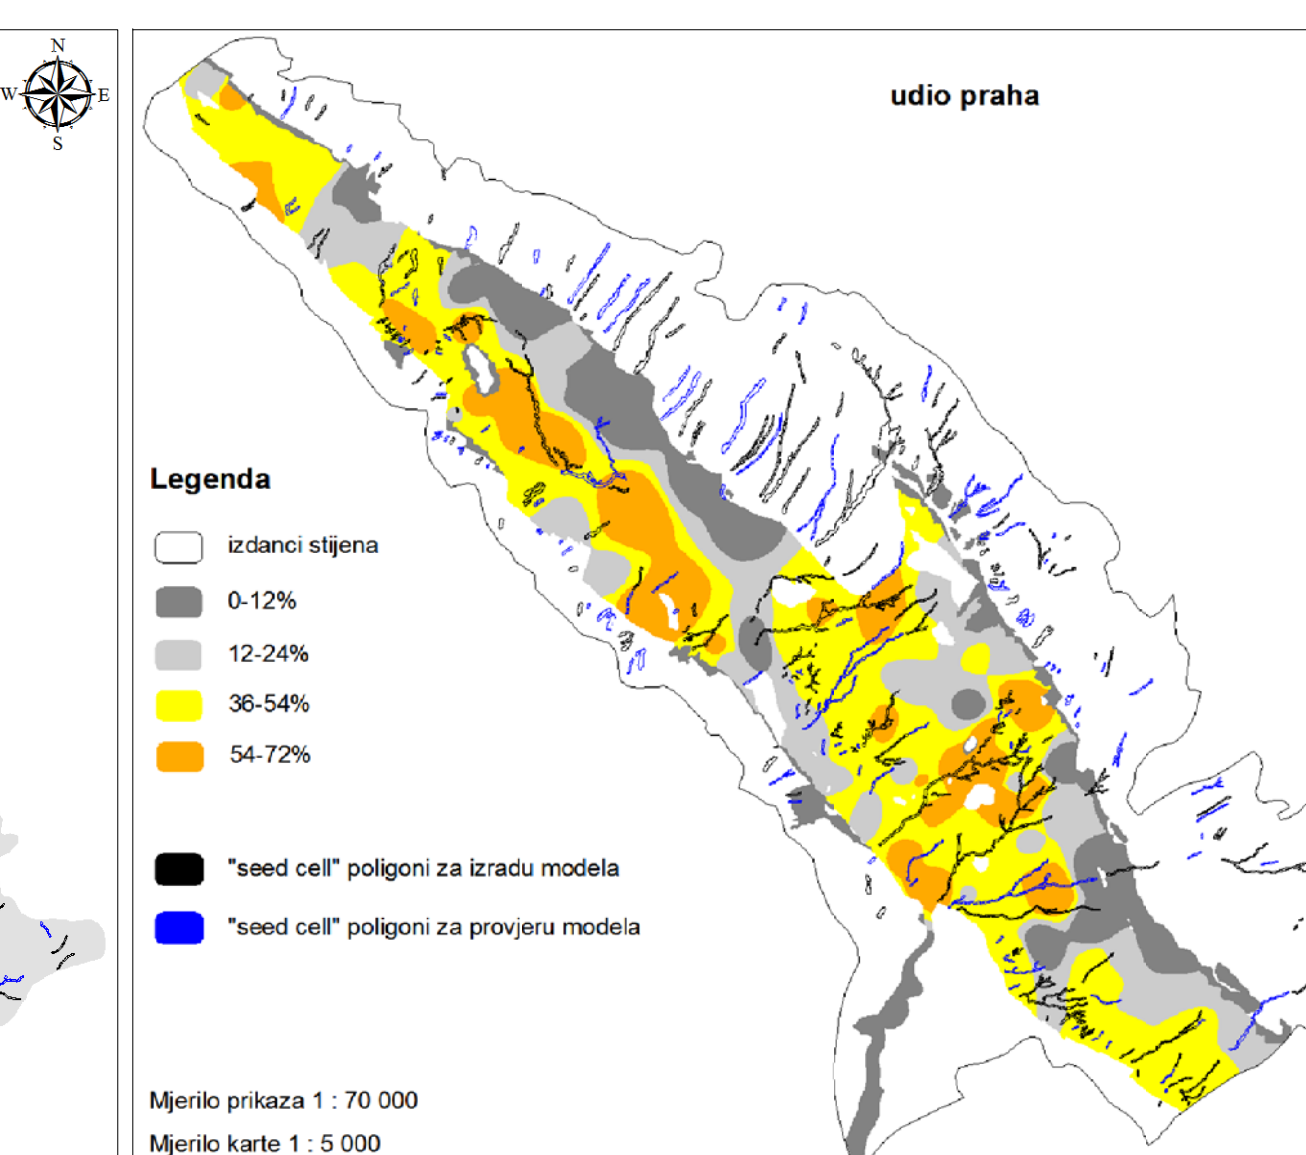 N
W E
S
udio praha
Legenda
izdanci stijena
0-12%
12-24%
36-54%
54-72%
"seed cell" poligoni za izradu modela
"seed cell" poligoni za provjeru modela
Mjerilo prikaza 1 : 70 000
Mjerilo karte 1 : 5 000